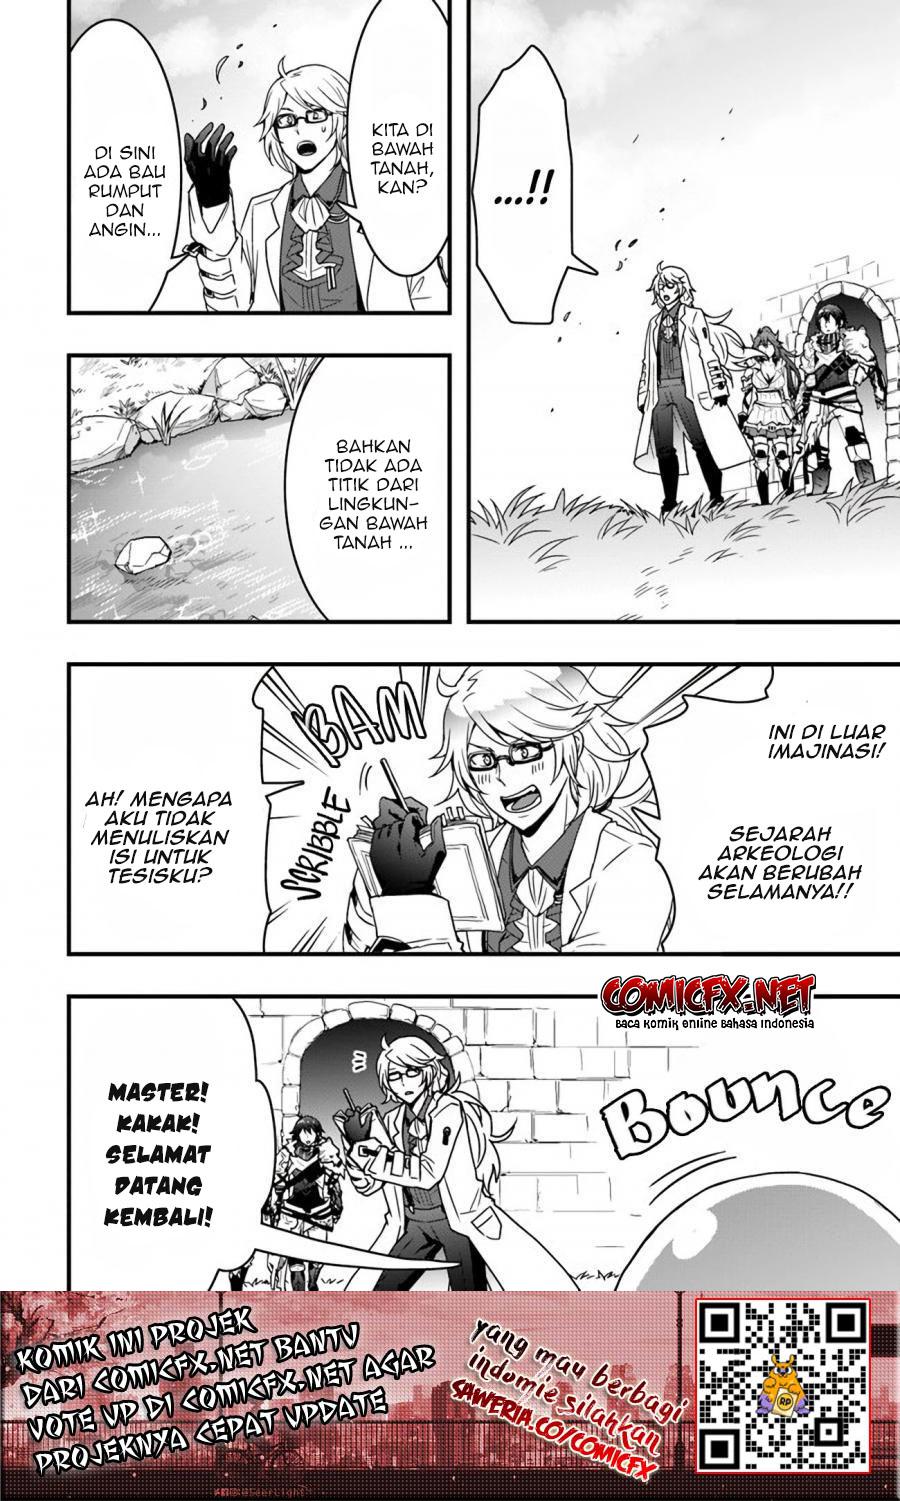 ...!!
KITA DI
BAWAH
TANAH,
KAN?
DI SINI
ADA BAU
RUMPUT
DAN
ANGIN...
BAHKAN
TIDAK ADA
TITIK DARI
LINGKUN-
GAN BAWAH
TANAH ...
INI DI LUAR
IMAJINASI!
SEJARAH
ARKEOLOGI
AKAN BERUBAH
SELAMANYA!!
BAM
SCRIBBLE
AH! MENGAPA
AKU TIDAK
MENULISKAN
ISI UNTUK
TESISKU?
COMICFX.NET
Baca Komik Online Bahasa Indonesia
Bounce
MASTER!
KAKAK!
SELAMAT
DATANG
KEMBALI!
KOMIK INI PROJEK
DARI COMICFX.NET BANTU
VOTE UP DI COMICFX.NET AGAR
PROJEKNYA CEPAT UPDATE
yang mau berbagi
indomie silahkan
SAWERIA.CO/COMICFX
RP
@SeerLight